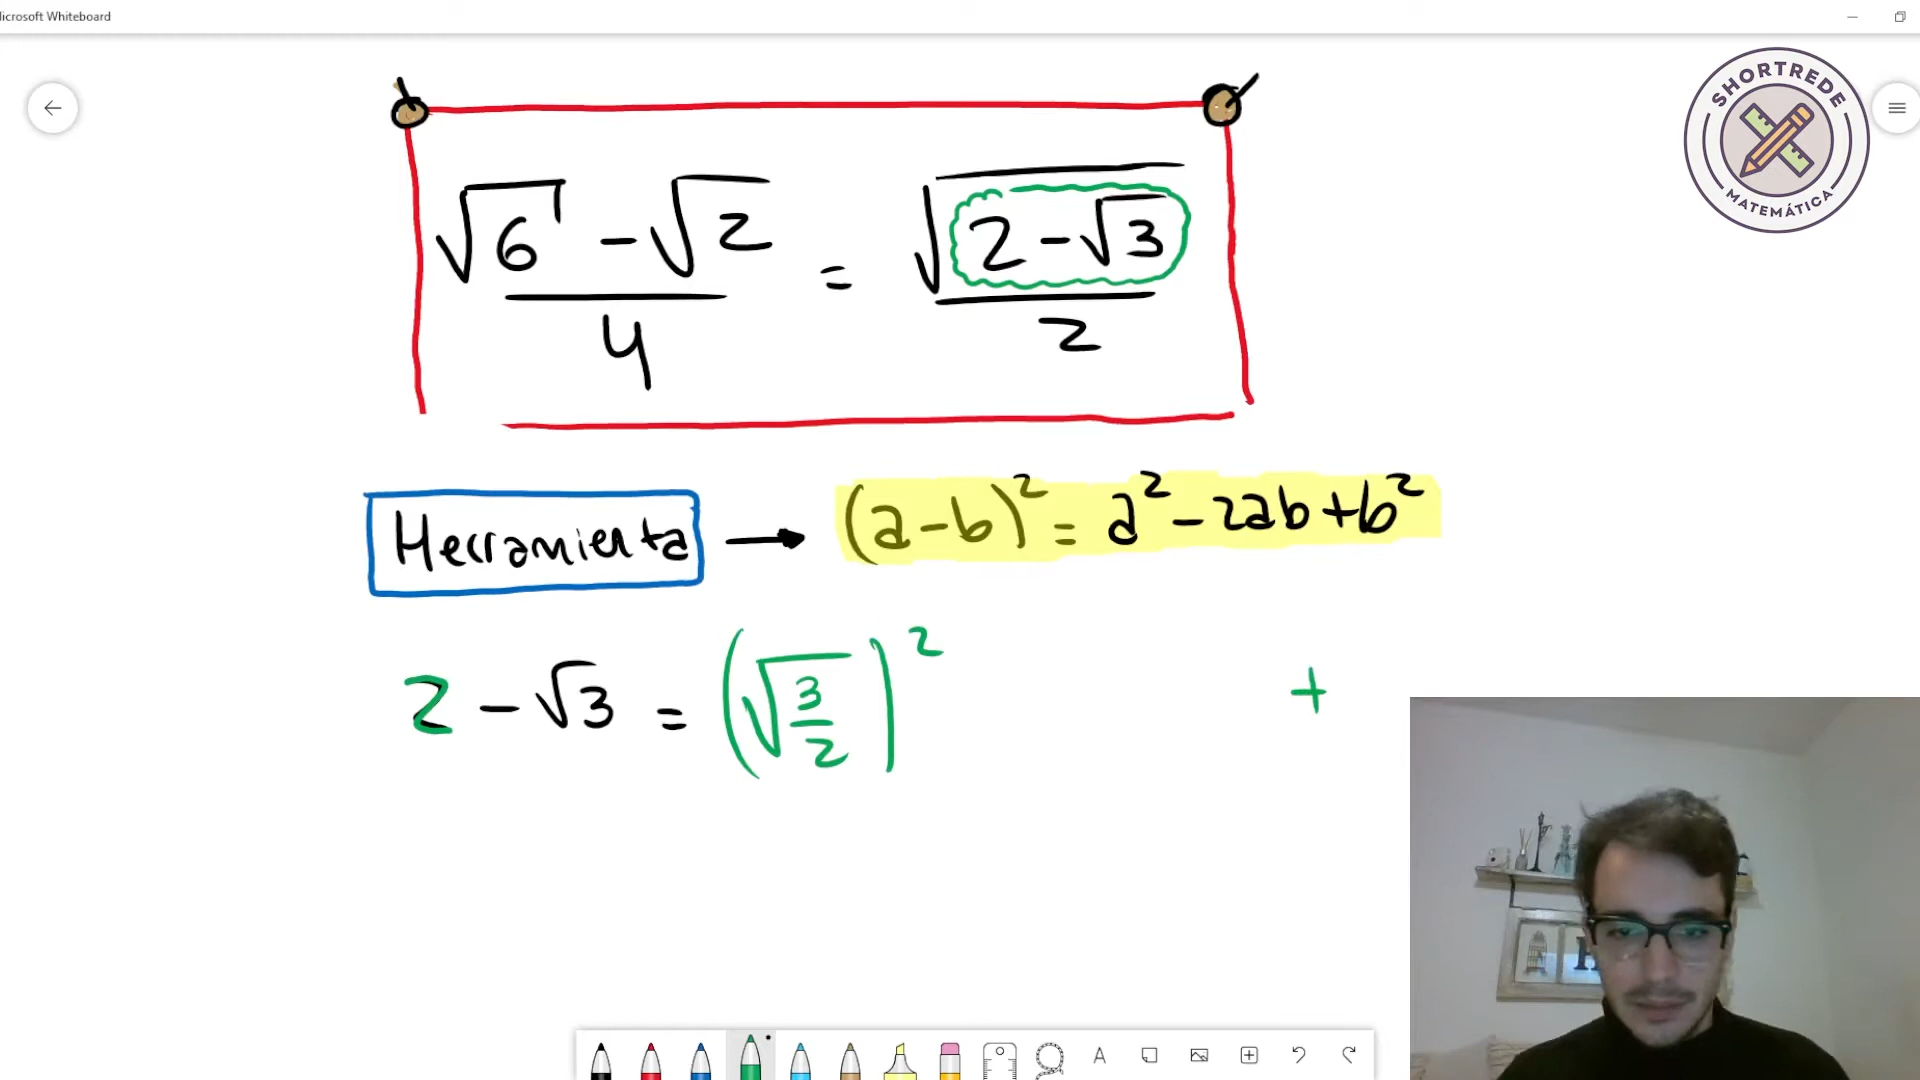 icrosoft Whiteboard
SHORTREDE
MATEMÁTICA
√6 - √2 / 4 = √(2 - √3) / 2
Herramienta → (a-b)² = a² - 2ab + b²
2 - √3 = (√(3/2))² +
A